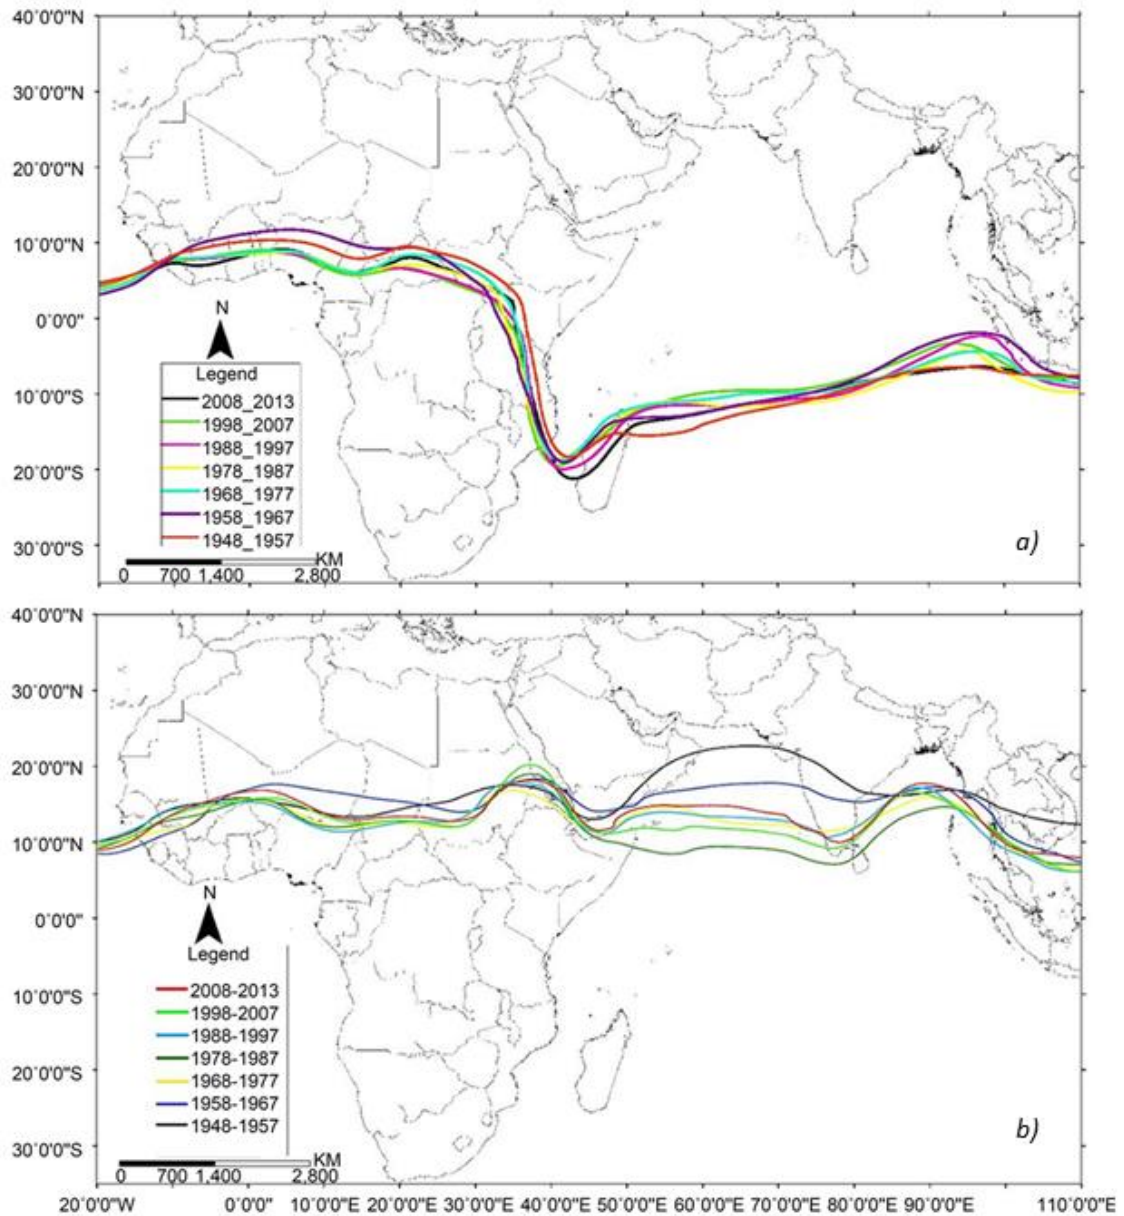 40°0'0"N
30°0'0"N
20°0'0"N
10°0'0"N
0°0'0"
10°0'0"S
20°0'0"S
30°0'0"S
N
Legend
2008_2013
1998_2007
1988_1997
1978_1987
1968_1977
1958_1967
1948_1957
KM
0 700 1,400 2,800
a)
40°0'0"N
30°0'0"N
20°0'0"N
10°0'0"N
0°0'0"
10°0'0"S
20°0'0"S
30°0'0"S
40°0'0"N
30°0'0"S
N
Legend
2008-2013
1998-2007
1988-1997
1978-1987
1968-1977
1958-1967
1948-1957
KM
0 700 1,400 2,800
b)
20°0'0"W 0°0'0" 10°0'0"E 20°0'0"E 30°0'0"E 40°0'0"E 50°0'0"E 60°0'0"E 70°0'0"E 80°0'0"E 90°0'0"E 110°0'0"E